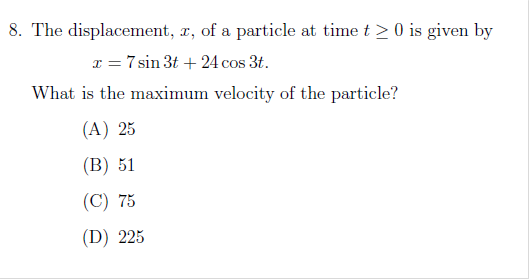 8. The displacement, x, of a particle at time t ≥ 0 is given by
x = 7 sin 3t + 24 cos 3t.
What is the maximum velocity of the particle?
(A) 25
(B) 51
(C) 75
(D) 225